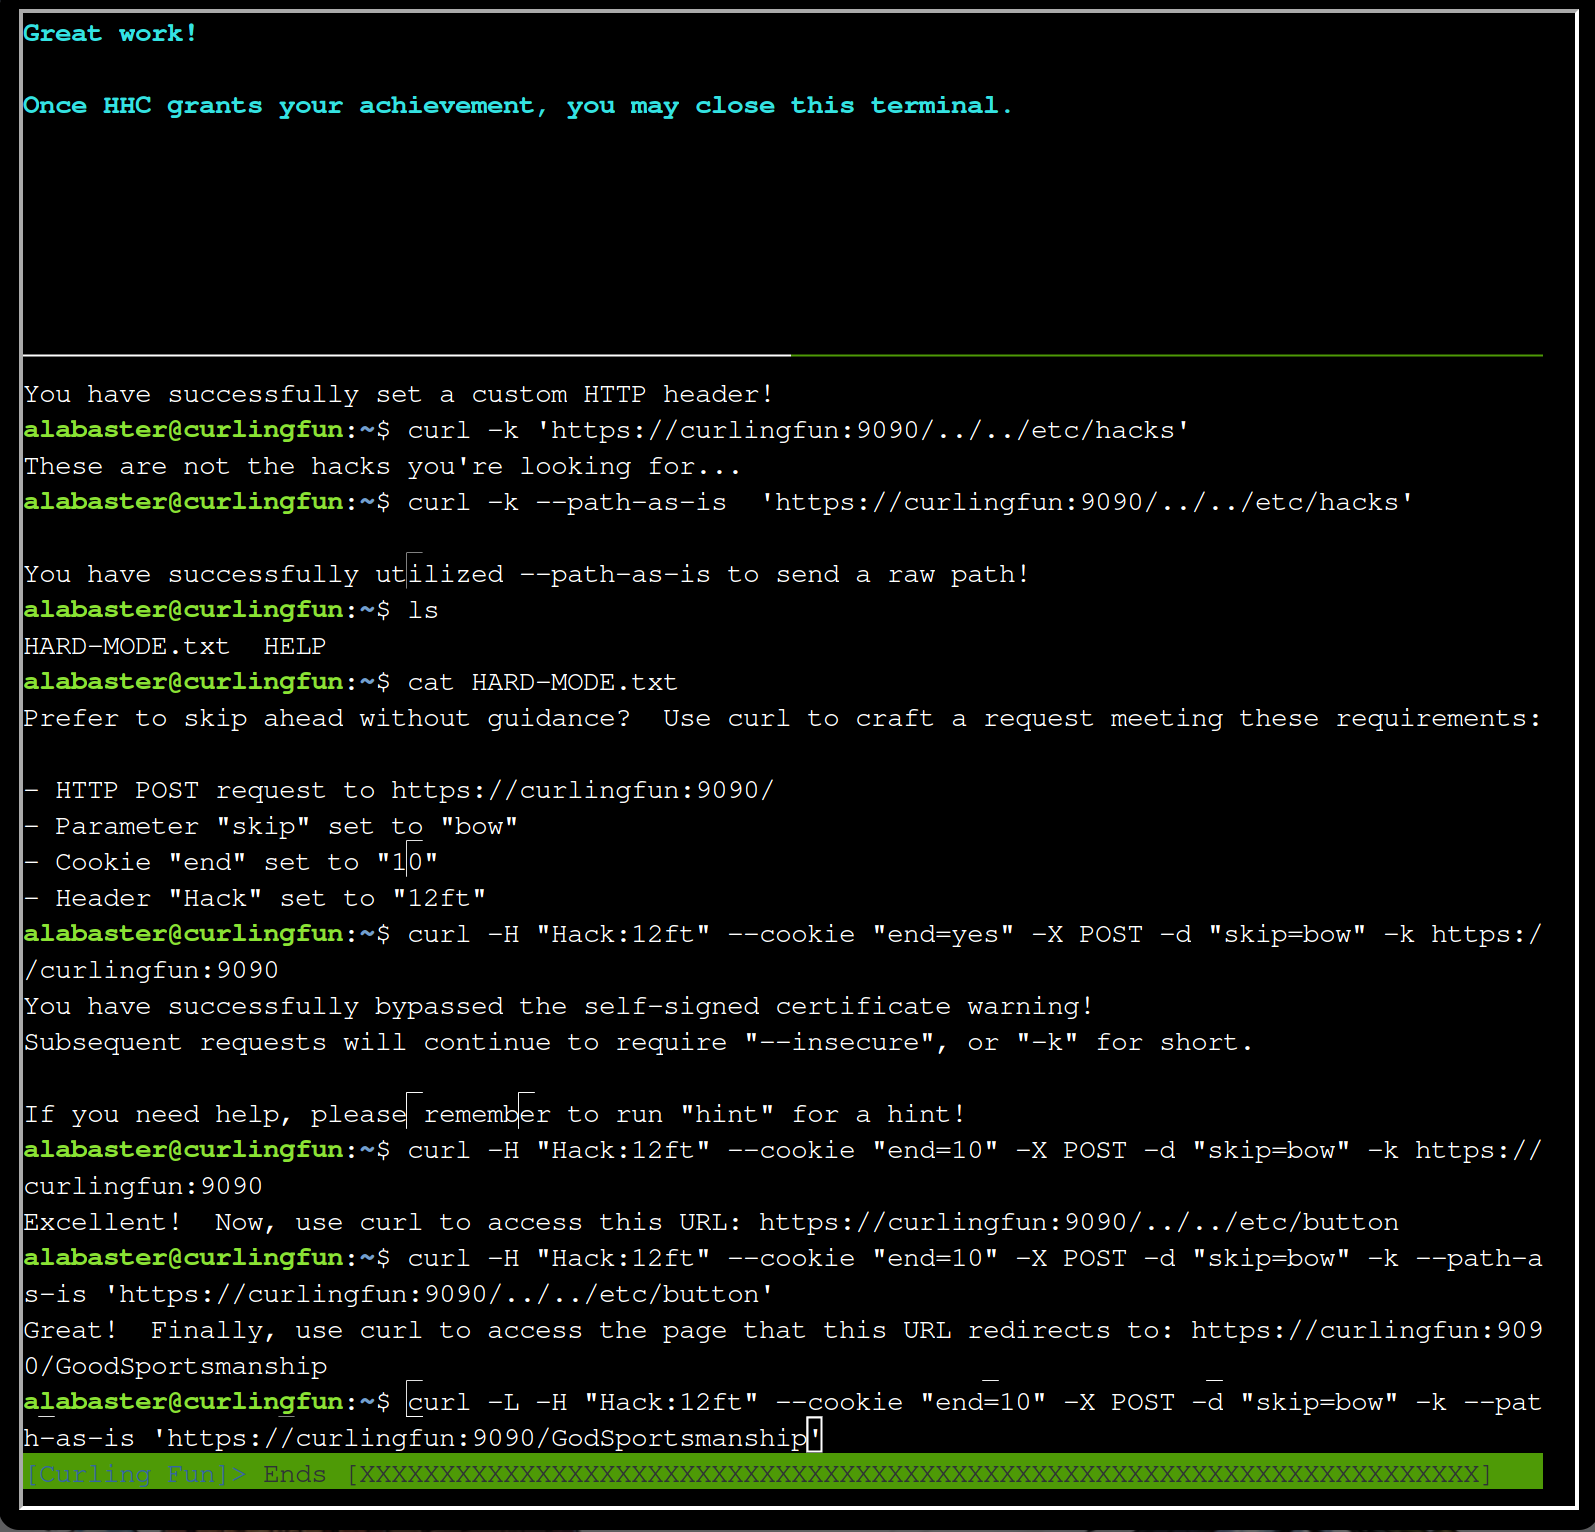 Great work!
Once HHC grants your achievement, you may close this terminal.
You have successfully set a custom HTTP header!
alabaster@curlingfun:~$ curl -k 'https://curlingfun:9090/../../etc/hacks'
These are not the hacks you're looking for...
alabaster@curlingfun:~$ curl -k --path-as-is  'https://curlingfun:9090/../../etc/hacks'
You have successfully utilized --path-as-is to send a raw path!
alabaster@curlingfun:~$ ls
HARD-MODE.txt  HELP
alabaster@curlingfun:~$ cat HARD-MODE.txt
Prefer to skip ahead without guidance?  Use curl to craft a request meeting these requirements:
- HTTP POST request to https://curlingfun:9090/
- Parameter "skip" set to "bow"
- Cookie "end" set to "10"
- Header "Hack" set to "12ft"
alabaster@curlingfun:~$ curl -H "Hack:12ft" --cookie "end=yes" -X POST -d "skip=bow" -k https:/
/curlingfun:9090
You have successfully bypassed the self-signed certificate warning!
Subsequent requests will continue to require "--insecure", or "-k" for short.
If you need help, please remember to run "hint" for a hint!
alabaster@curlingfun:~$ curl -H "Hack:12ft" --cookie "end=10" -X POST -d "skip=bow" -k https://
curlingfun:9090
Excellent!  Now, use curl to access this URL: https://curlingfun:9090/../../etc/button
alabaster@curlingfun:~$ curl -H "Hack:12ft" --cookie "end=10" -X POST -d "skip=bow" -k --path-a
s-is 'https://curlingfun:9090/../../etc/button'
Great!  Finally, use curl to access the page that this URL redirects to: https://curlingfun:909
0/GoodSportsmanship
alabaster@curlingfun:~$ curl -L -H "Hack:12ft" --cookie "end=10" -X POST -d "skip=bow" -k --pat
h-as-is 'https://curlingfun:9090/GodSportsmanship'
[Curling Fun]> Ends [XXXXXXXXXXXXXXXXXXXXXXXXXXXXXXXXXXXXXXXXXXXXXXXXXXXXXXXXXXXXXXXXXXXXXX]